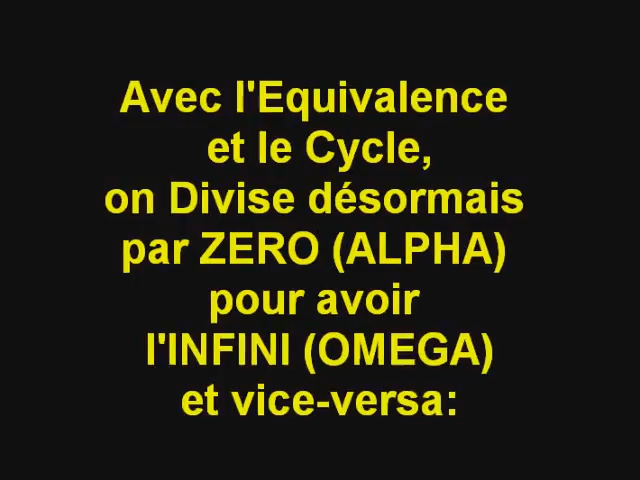 Avec l'Equivalence
et le Cycle,
on Divise désormais
par ZERO (ALPHA)
pour avoir
l'INFINI (OMEGA)
et vice-versa: